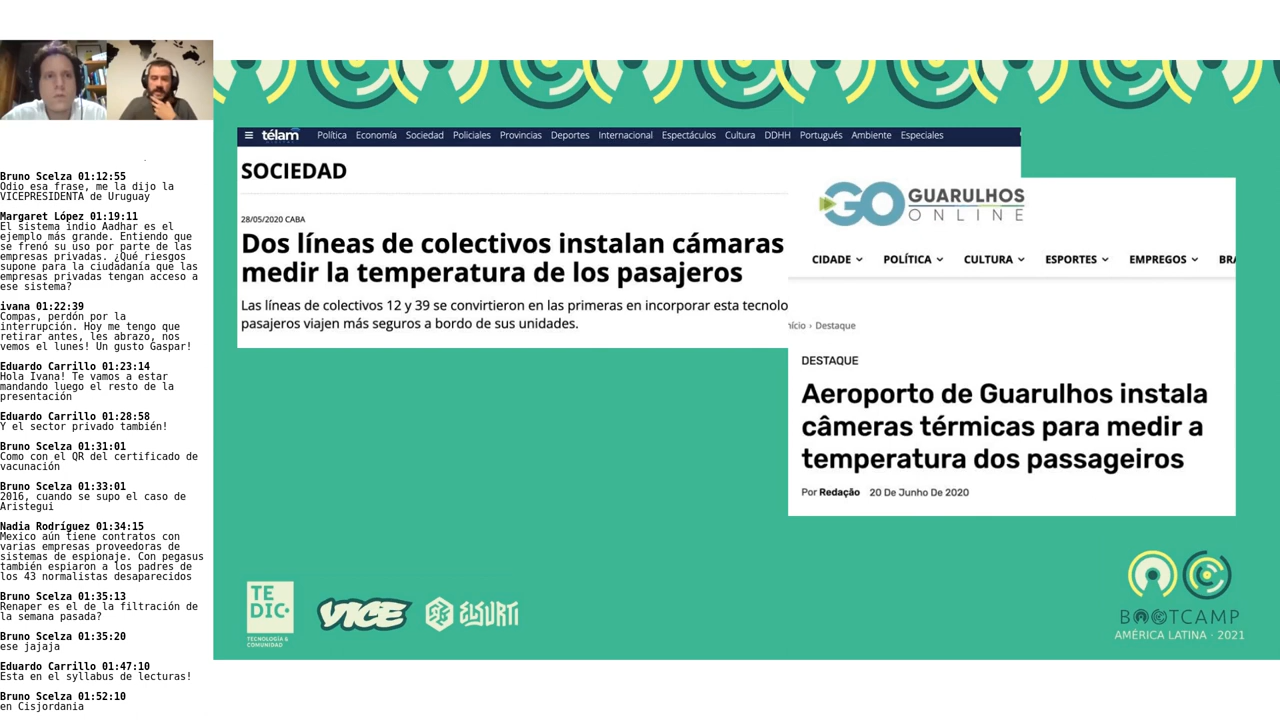 Bruno Scelza 01:12:55
Odio esa frase, me la dijo la
VICEPRESIDENTA de Uruguay
Margaret López 01:19:11
El sistema indio Aadhar es el
ejemplo más grande. Entiendo que
se frenó su uso por parte de las
empresas privadas. ¿Qué riesgos
supone para la ciudadanía que las
empresas privadas tengan acceso a
ese sistema?
ivana 01:22:39
Compas, perdón por la
interrupción. Hoy me tengo que
retirar antes, les abrazo, nos
vemos el lunes! Un gusto Gaspar!
Eduardo Carrillo 01:23:14
Hola Ivana! Te vamos a estar
mandando luego el resto de la
presentación
Eduardo Carrillo 01:28:58
Y el sector privado también!
Bruno Scelza 01:31:01
Como con el QR del certificado de
vacunación
Bruno Scelza 01:33:01
2016, cuando se supo el caso de
Aristegui
Nadia Rodríguez 01:34:15
Mexico aún tiene contratos con
varias empresas proveedoras de
sistemas de espionaje. Con pegasus
también espiaron a los padres de
los 43 normalistas desaparecidos
Bruno Scelza 01:35:13
Renaper es el de la filtración de
la semana pasada?
Bruno Scelza 01:35:20
ese jajaja
Eduardo Carrillo 01:47:10
Esta en el syllabus de lecturas!
Bruno Scelza 01:52:10
en Cisjordania
télam Política Economía Sociedad Policiales Provincias Deportes Internacional Espectáculos Cultura DDHH Portugués Ambiente Especiales
SOCIEDAD
28/05/2020 CABA
Dos líneas de colectivos instalan cámaras
medir la temperatura de los pasajeros
Las líneas de colectivos 12 y 39 se convirtieron en las primeras en incorporar esta tecnolo
pasajeros viajen más seguros a bordo de sus unidades.
GO GUARULHOS
ONLINE
CIDADE POLÍTICA CULTURA ESPORTES EMPREGOS BRA
nício › Destaque
DESTAQUE
Aeroporto de Guarulhos instala
câmeras térmicas para medir a
temperatura dos passageiros
Por Redação 20 De Junho De 2020
TE
DIC
TECNOLOGÍA &
COMUNIDAD
VICE
ELSURTI
BOOTCAMP
AMÉRICA LATINA · 2021